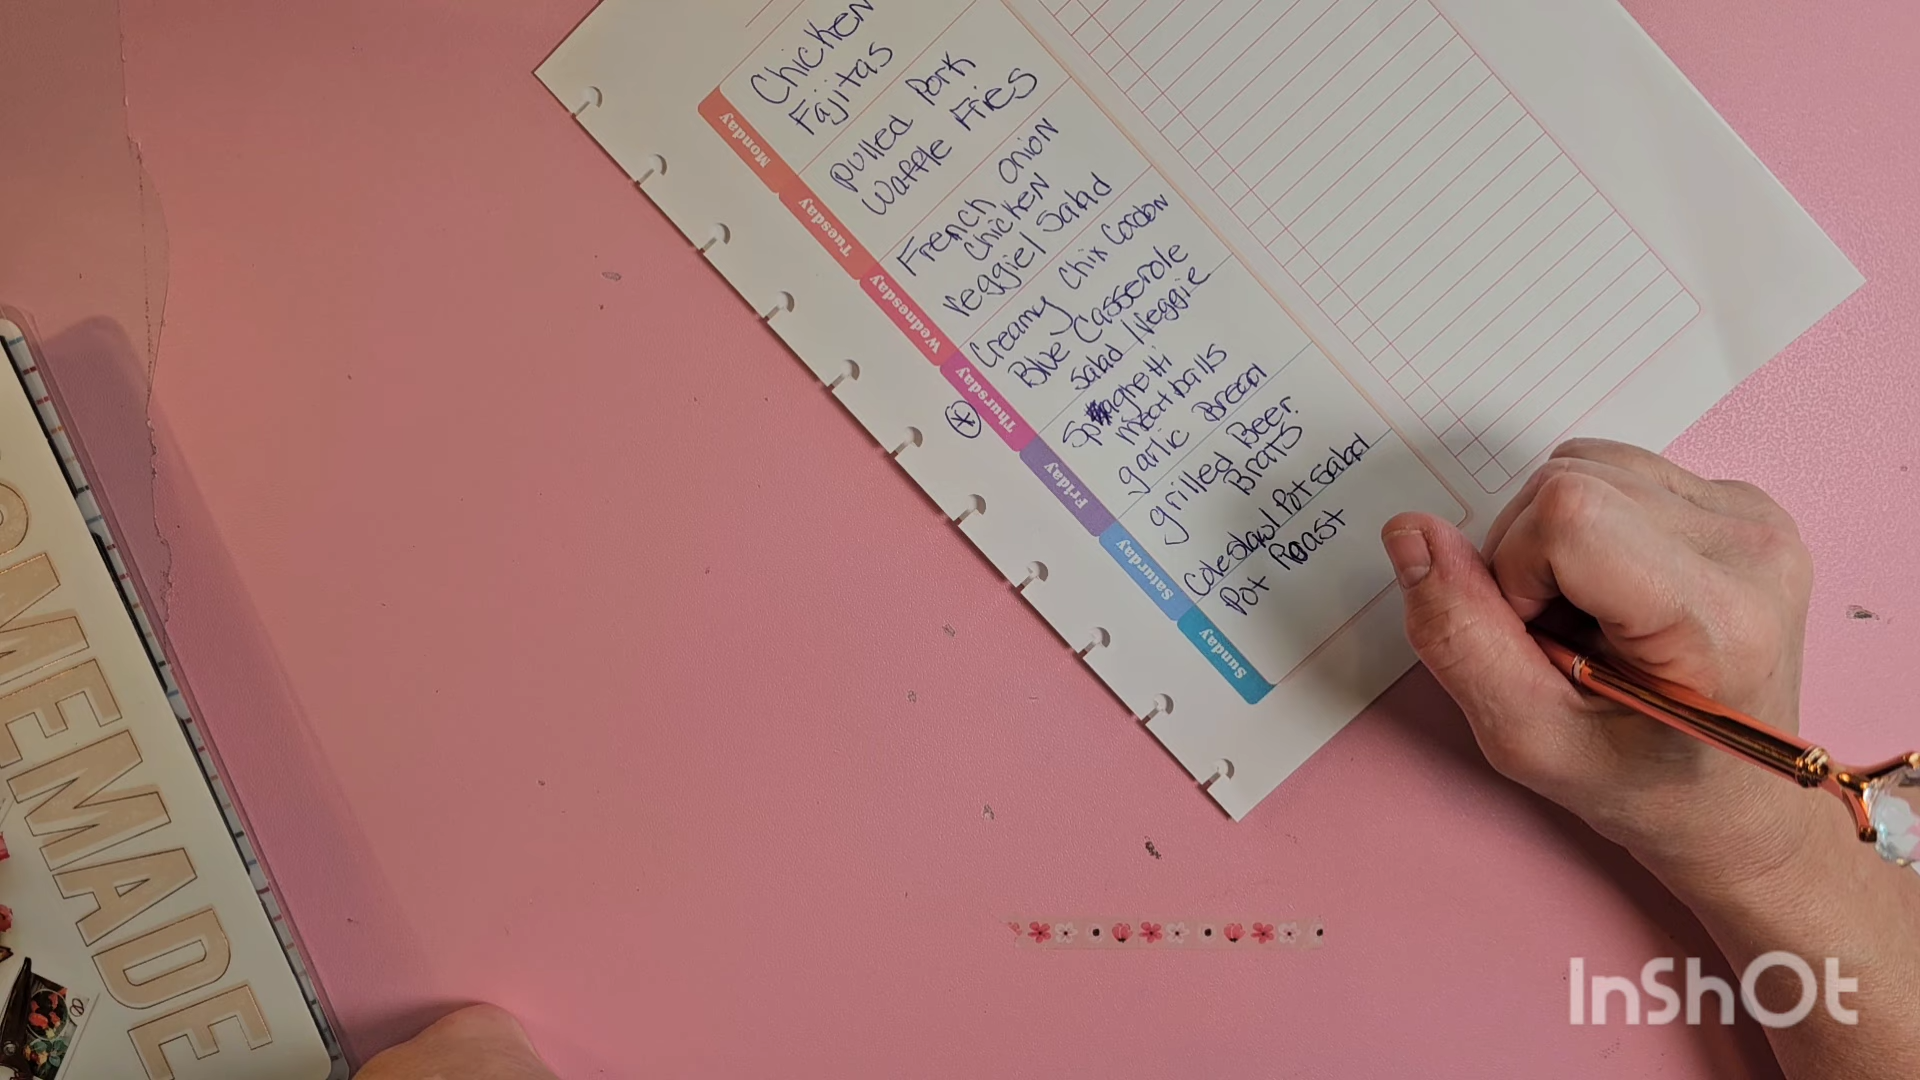 Chicken
Fajitas
Monday
Pulled Pork
Waffle Fries
Tuesday
French Onion
Chicken
Veggie/Salad
Wednesday
Creamy Chix Cordon
Blue Casserole
Salad/Veggie
Thursday
Spaghetti
Meatballs
garlic Bread
Friday
grilled Beer
Brats
Coleslaw/Pot Salad
Saturday
Pot Roast
Sunday
OMEMADE
InShOt